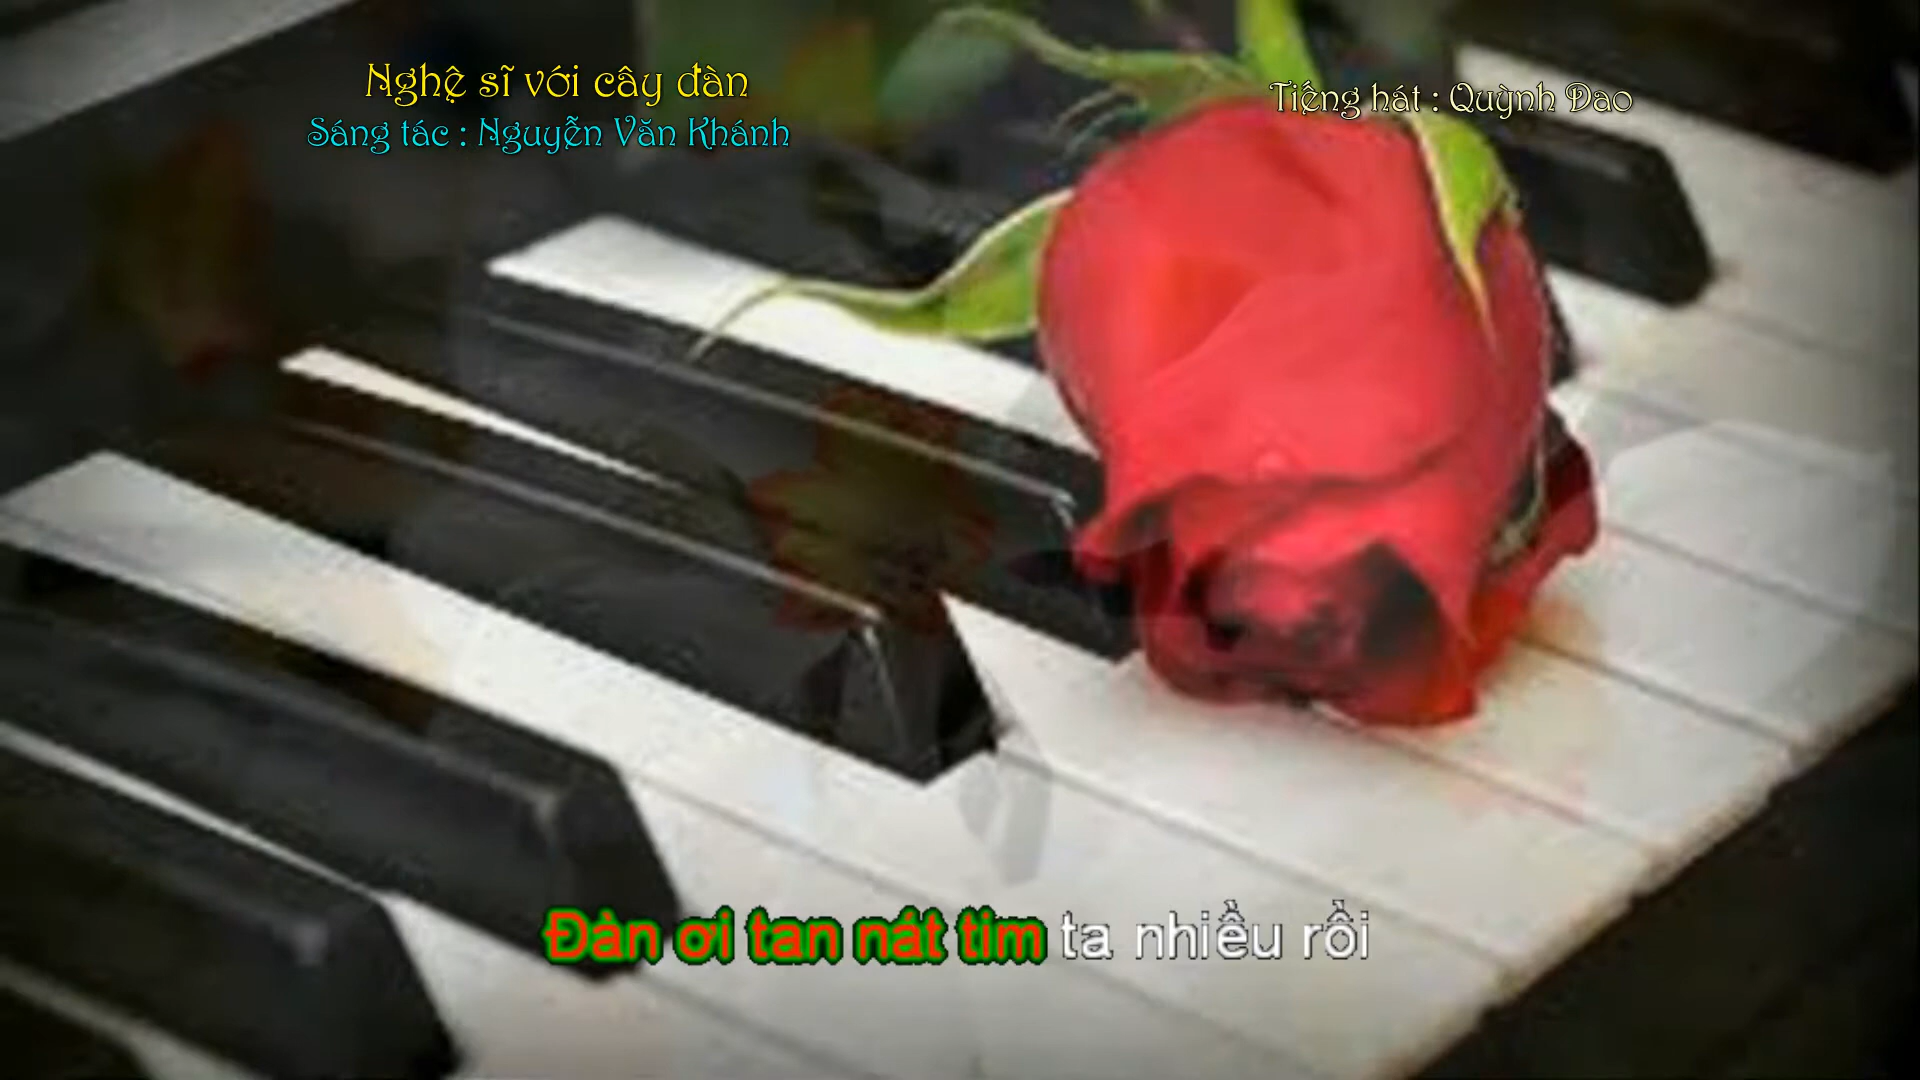 Nghệ sĩ với cây đàn
Sáng tác : Nguyễn Văn Khánh
Tiếng hát : Quỳnh Dao
Đàn ơi tan nát tim ta nhiều rồi